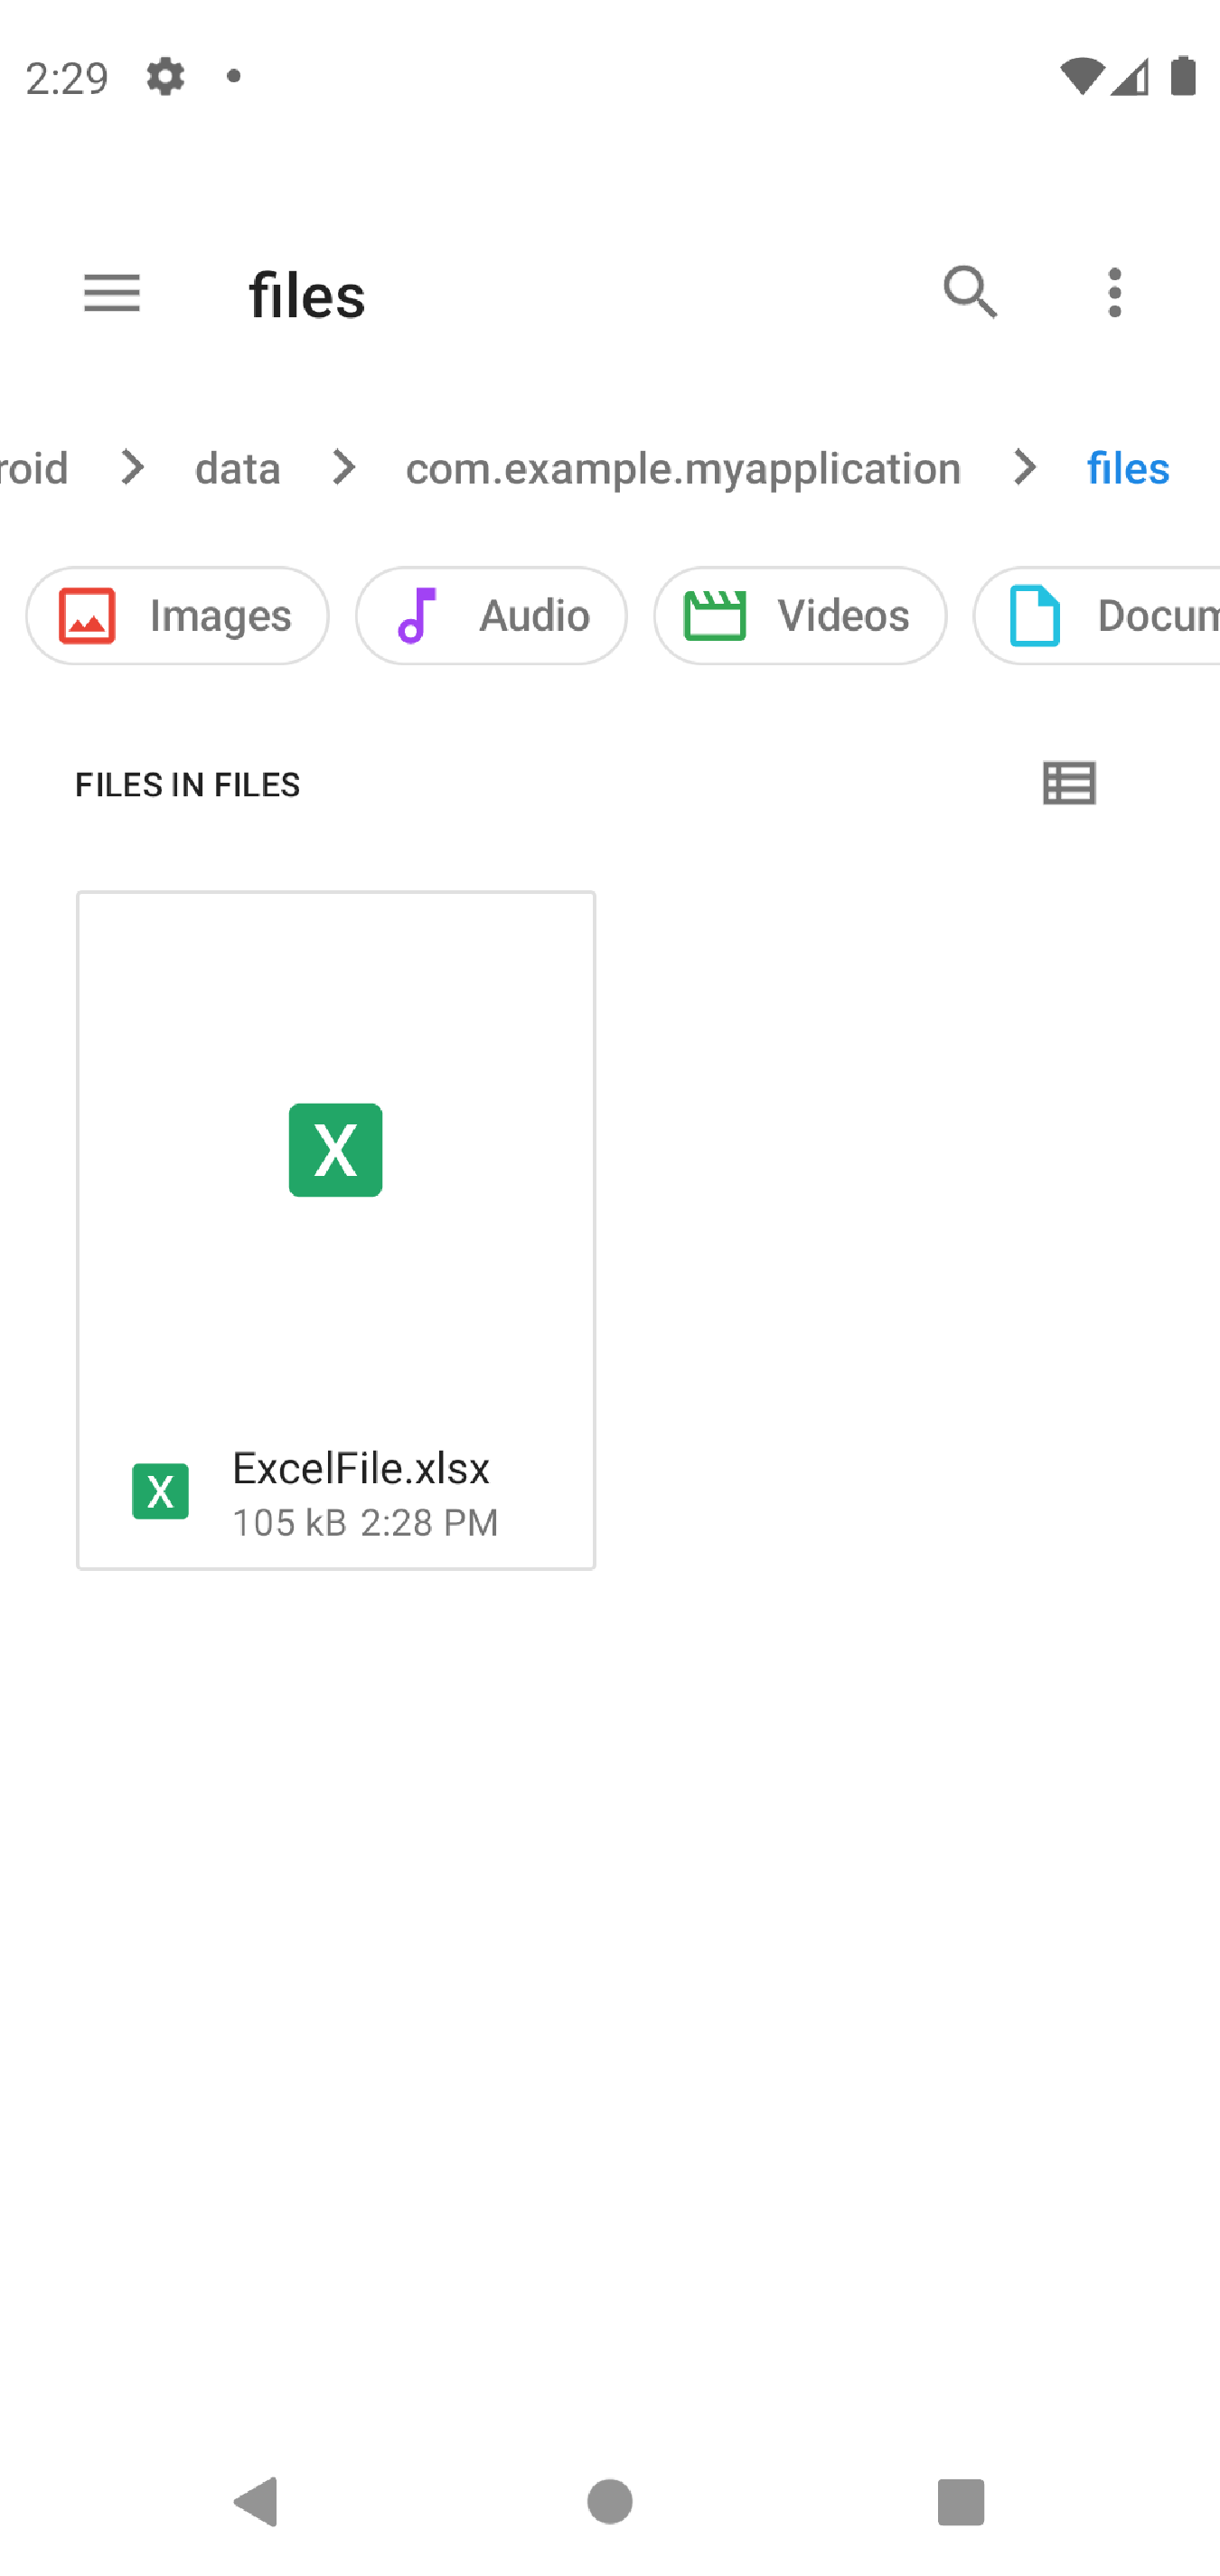 2:29
files
roid > data > com.example.myapplication > files
Images Audio Videos Docum
FILES IN FILES
X
X ExcelFile.xlsx
105 kB 2:28 PM